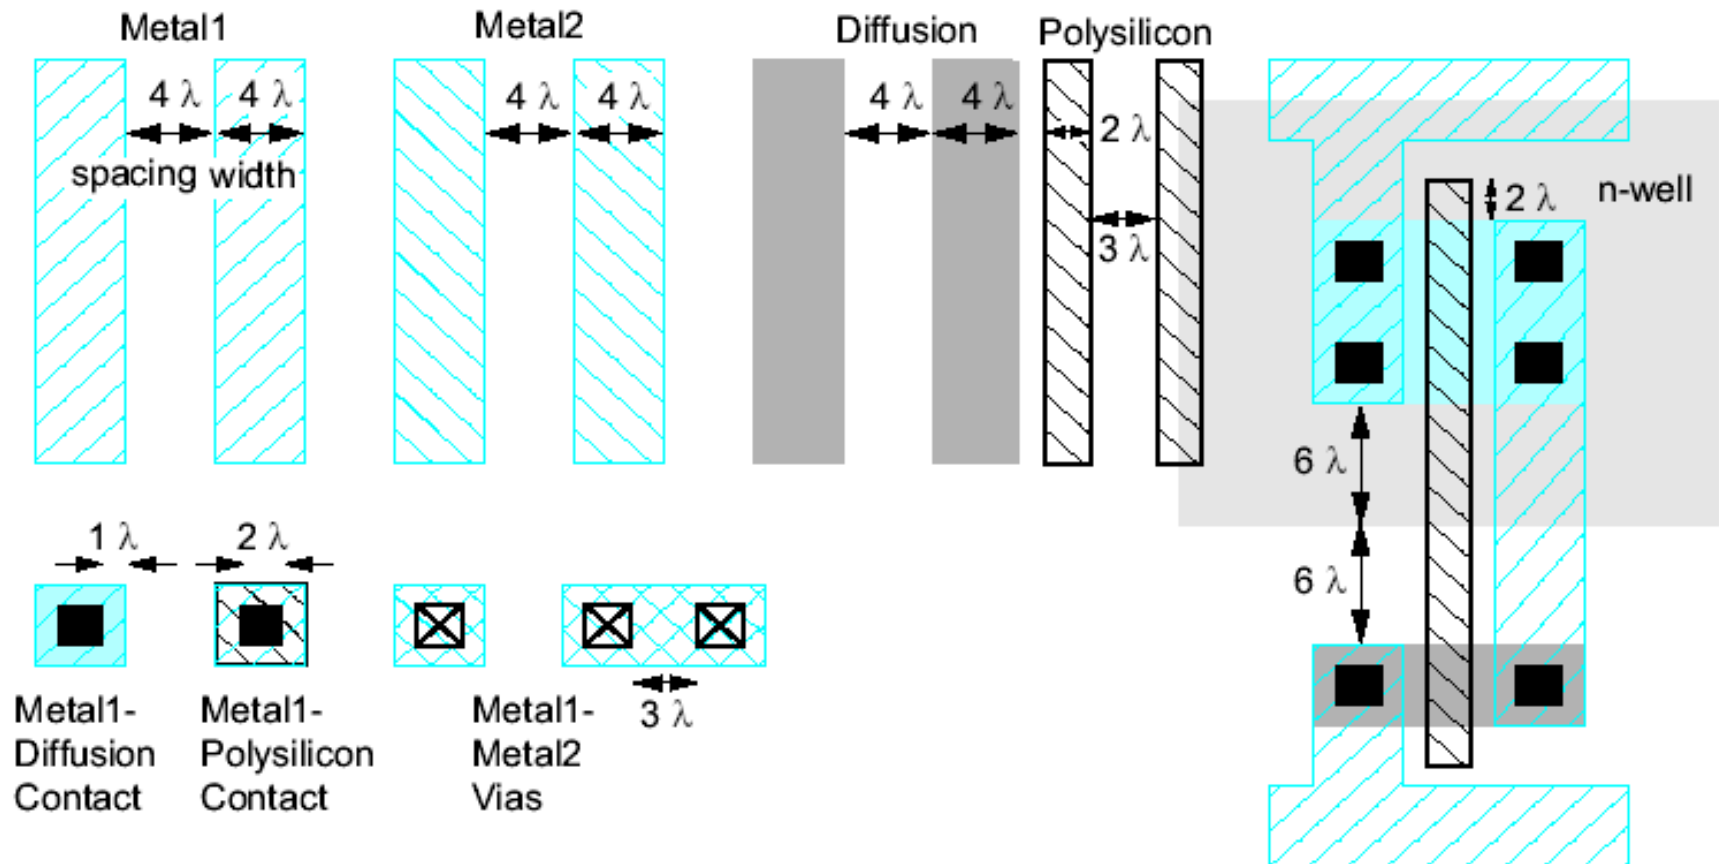 Metal1
Metal2
Diffusion
Polysilicon
4 λ
4 λ
4 λ
4 λ
4 λ
4 λ
2 λ
spacing width
3 λ
2 λ
n-well
6 λ
6 λ
1 λ
2 λ
3 λ
Metal1-
Diffusion
Contact
Metal1-
Polysilicon
Contact
Metal1-
Metal2
Vias